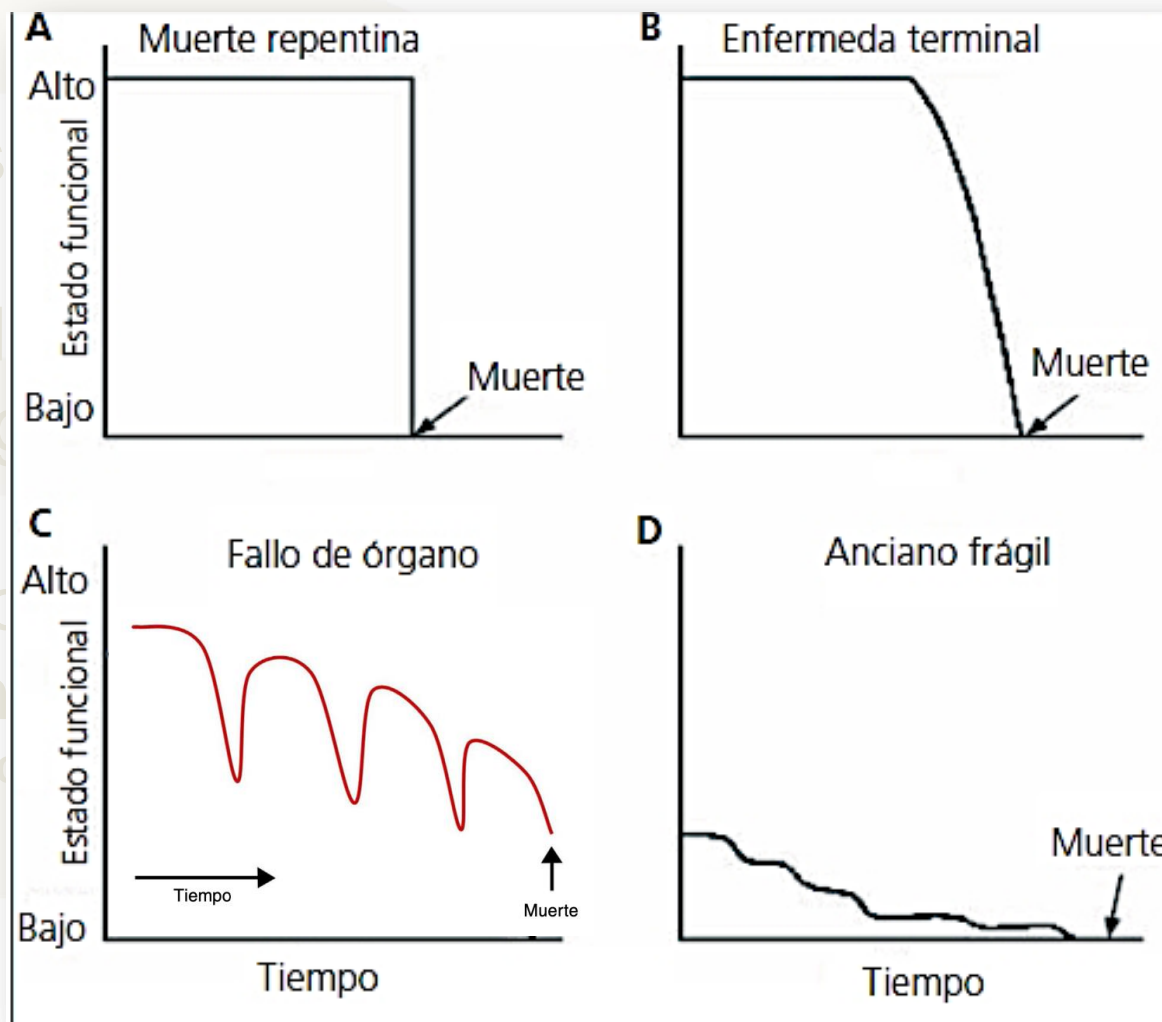 A
Muerte repentina
Alto
Estado funcional
Bajo
Muerte
B
Enfermeda terminal
Muerte
C
Fallo de órgano
Alto
Estado funcional
Bajo
Tiempo
Muerte
Tiempo
D
Anciano frágil
Muerte
Tiempo